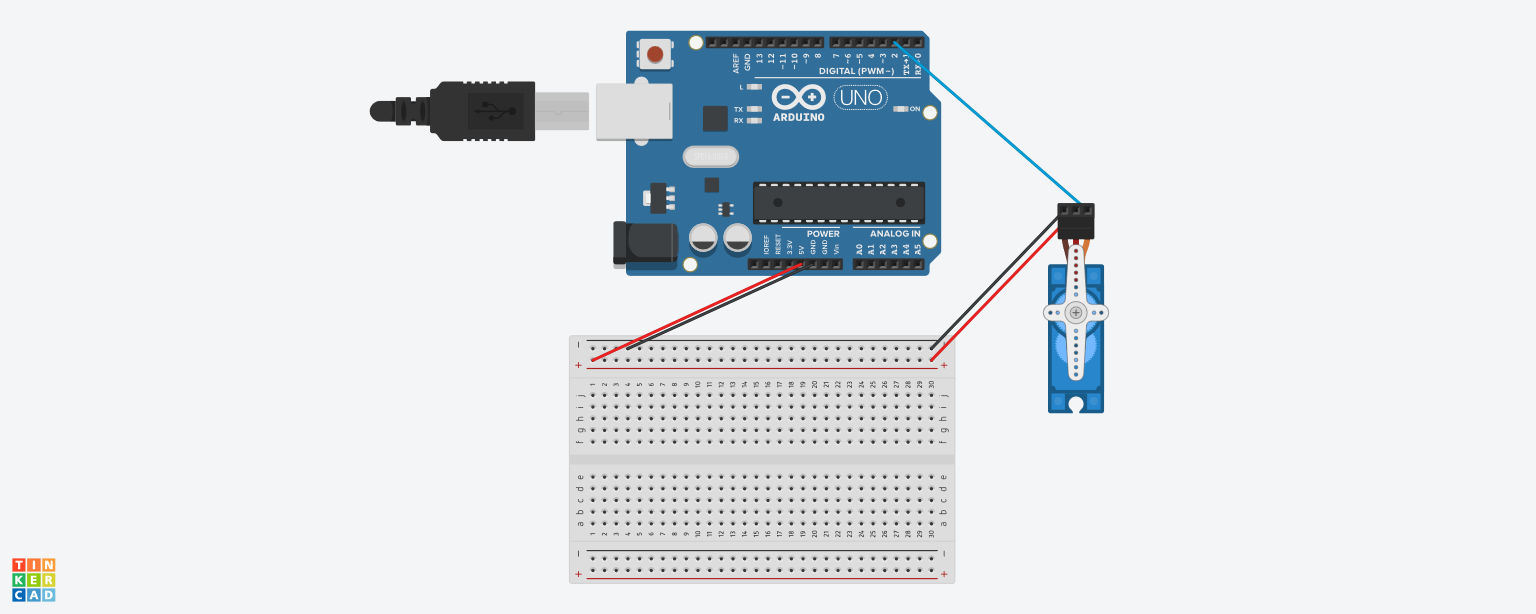 AREF
GND
13
12
~11
~10
~9
8
7
~6
~5
4
~3
2
TX→1
RX←0
DIGITAL (PWM~)
L
TX
RX
ARDUINO
UNO
ON
POWER
ANALOG IN
IOREF
RESET
3.3V
5V
GND
GND
Vin
A0
A1
A2
A3
A4
A5
1 2 3 4 5 6 7 8 9 10 11 12 13 14 15 16 17 18 19 20 21 22 23 24 25 26 27 28 29 30
j j
i i
h h
g g
f f
e e
d d
c c
b b
a a
1 2 3 4 5 6 7 8 9 10 11 12 13 14 15 16 17 18 19 20 21 22 23 24 25 26 27 28 29 30
TIN
KER
CAD